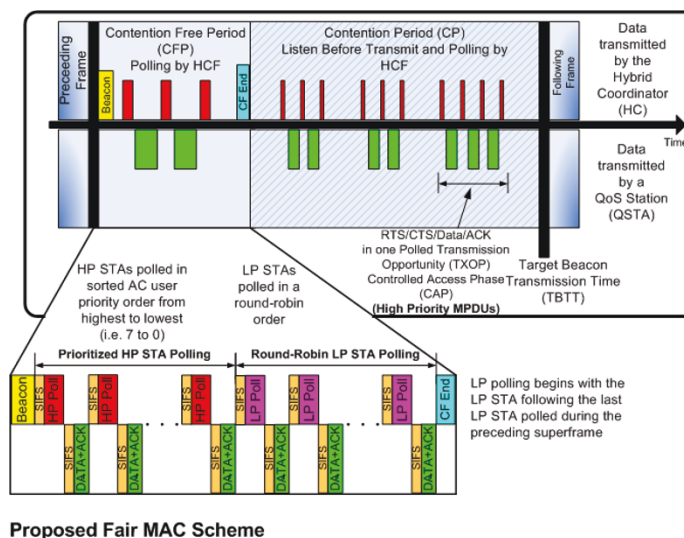 Preceeding
Frame
Contention Free Period
(CFP)
Polling by HCF
Beacon
CF End
Contention Period (CP)
Listen Before Transmit and Polling by
HCF
Following
Frame
Data
transmitted
by the
Hybrid
Coordinator
(HC)
Time
Data
transmitted
by a
QoS Station
(QSTA)
RTS/CTS/Data/ACK
in one Polled Transmission
Opportunity (TXOP)
Controlled Access Phase
(CAP)
(High Priority MPDUs)
Target Beacon
Transmission Time
(TBTT)
HP STAs polled in
sorted AC user
priority order from
highest to lowest
(i.e. 7 to 0)
LP STAs
polled in a
round-robin
order
Prioritized HP STA Polling
Round-Robin LP STA Polling
Beacon
SIFS
HP Poll
SIFS
HP Poll
. . .
SIFS
HP Poll
SIFS
LP Poll
SIFS
LP Poll
. . .
SIFS
LP Poll
CF End
SIFS
DATA+ACK
SIFS
DATA+ACK
. . .
SIFS
DATA+ACK
SIFS
DATA+ACK
SIFS
DATA+ACK
. . .
SIFS
DATA+ACK
LP polling begins with the
LP STA following the last
LP STA polled during the
preceding superframe
Proposed Fair MAC Scheme